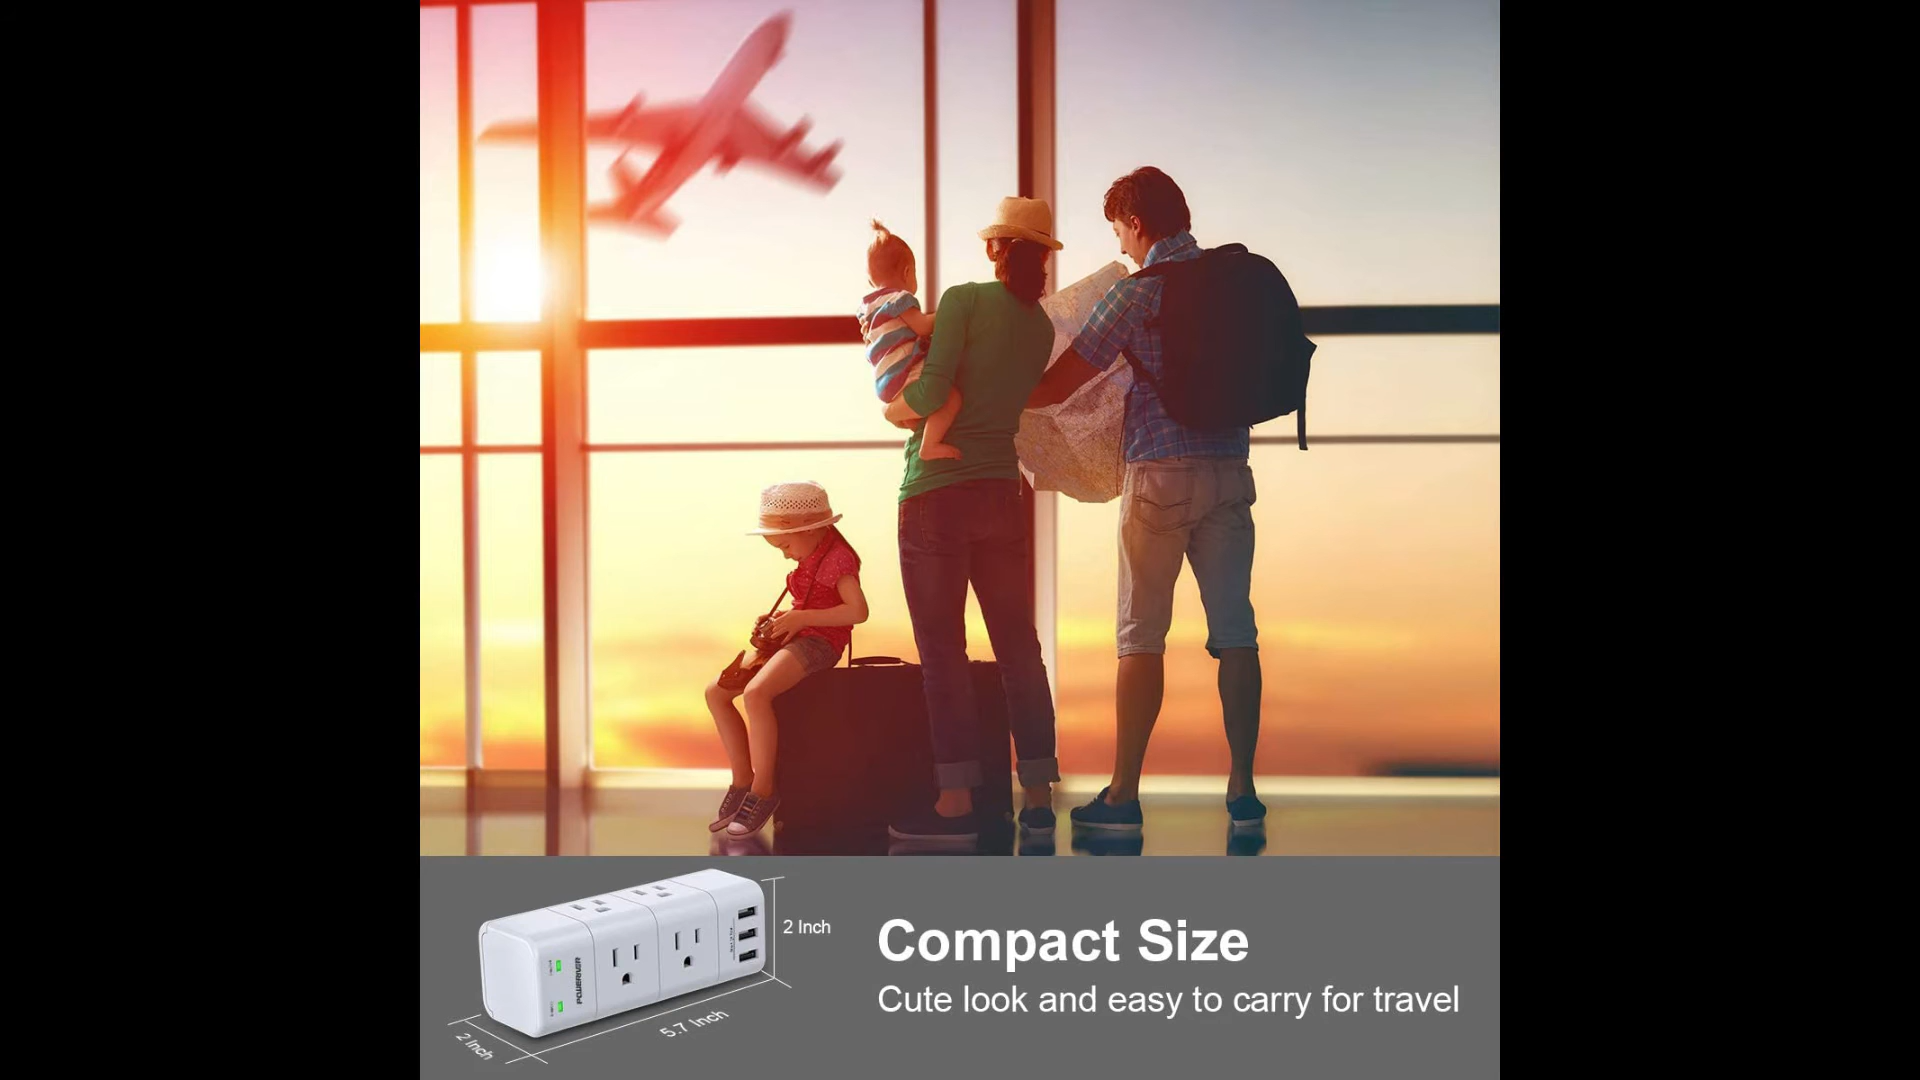 2 Inch
POWERIVER
Compact Size
Cute look and easy to carry for travel
5.7 Inch
2 Inch